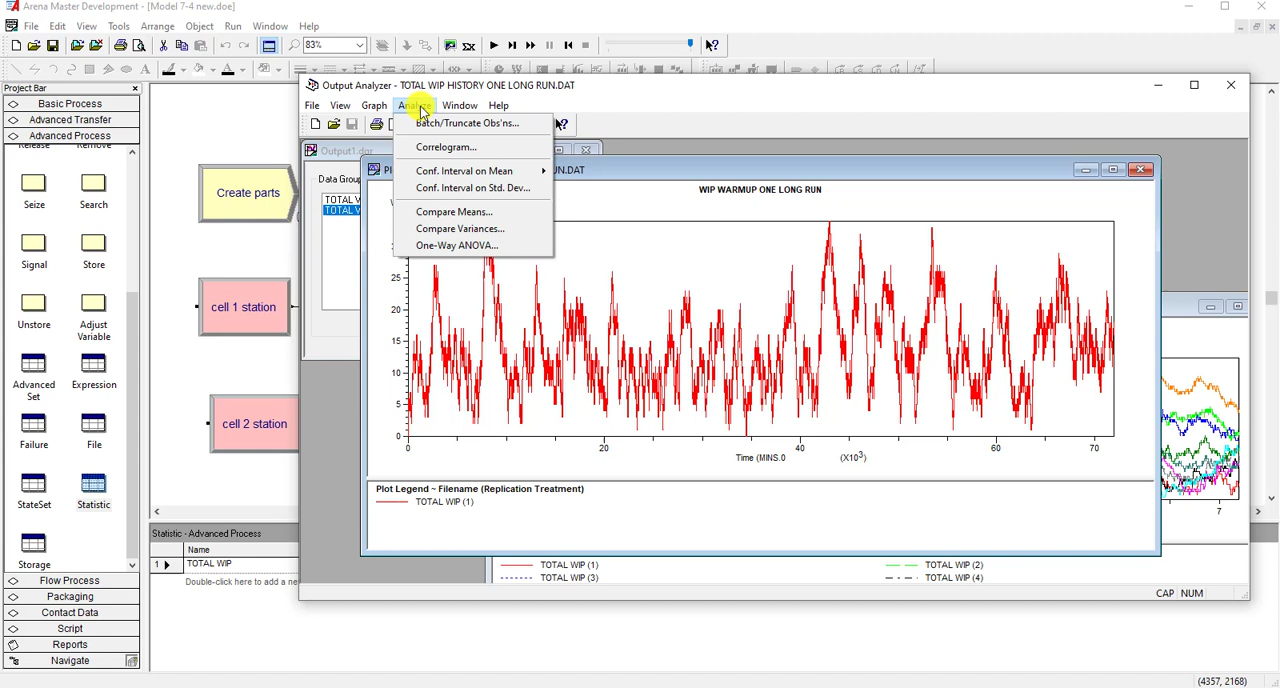 Arena Master Development - [Model 7-4 new.doe]
File Edit View Tools Arrange Object Run Window Help
83%
Project Bar
Basic Process
Advanced Transfer
Advanced Process
Release Remove
Seize Search
Signal Store
Unstore Adjust
Variable
Advanced Expression
Set
Failure File
StateSet Statistic
Storage
Flow Process
Packaging
Contact Data
Script
Reports
Navigate
Create parts
cell 1 station
cell 2 station
Statistic - Advanced Process
Name
1 TOTAL WIP
Double-click here to add a ne
Output Analyzer - TOTAL WIP HISTORY ONE LONG RUN.DAT
File View Graph Analyze Window Help
Batch/Truncate Obs'ns...
Correlogram...
Conf. Interval on Mean
Conf. Interval on Std. Dev...
Compare Means...
Compare Variances...
One-Way ANOVA...
Output1.dgr
Data Group
TOTAL W
TOTAL W
UN.DAT
WIP WARMUP ONE LONG RUN
25
20
15
10
5
0
0 20 40 60 70
Time (MINS.0 (X10³)
Plot Legend ~ Filename (Replication Treatment)
TOTAL WIP (1)
7
TOTAL WIP (1) TOTAL WIP (2)
TOTAL WIP (3) TOTAL WIP (4)
CAP NUM
(4357, 2168)